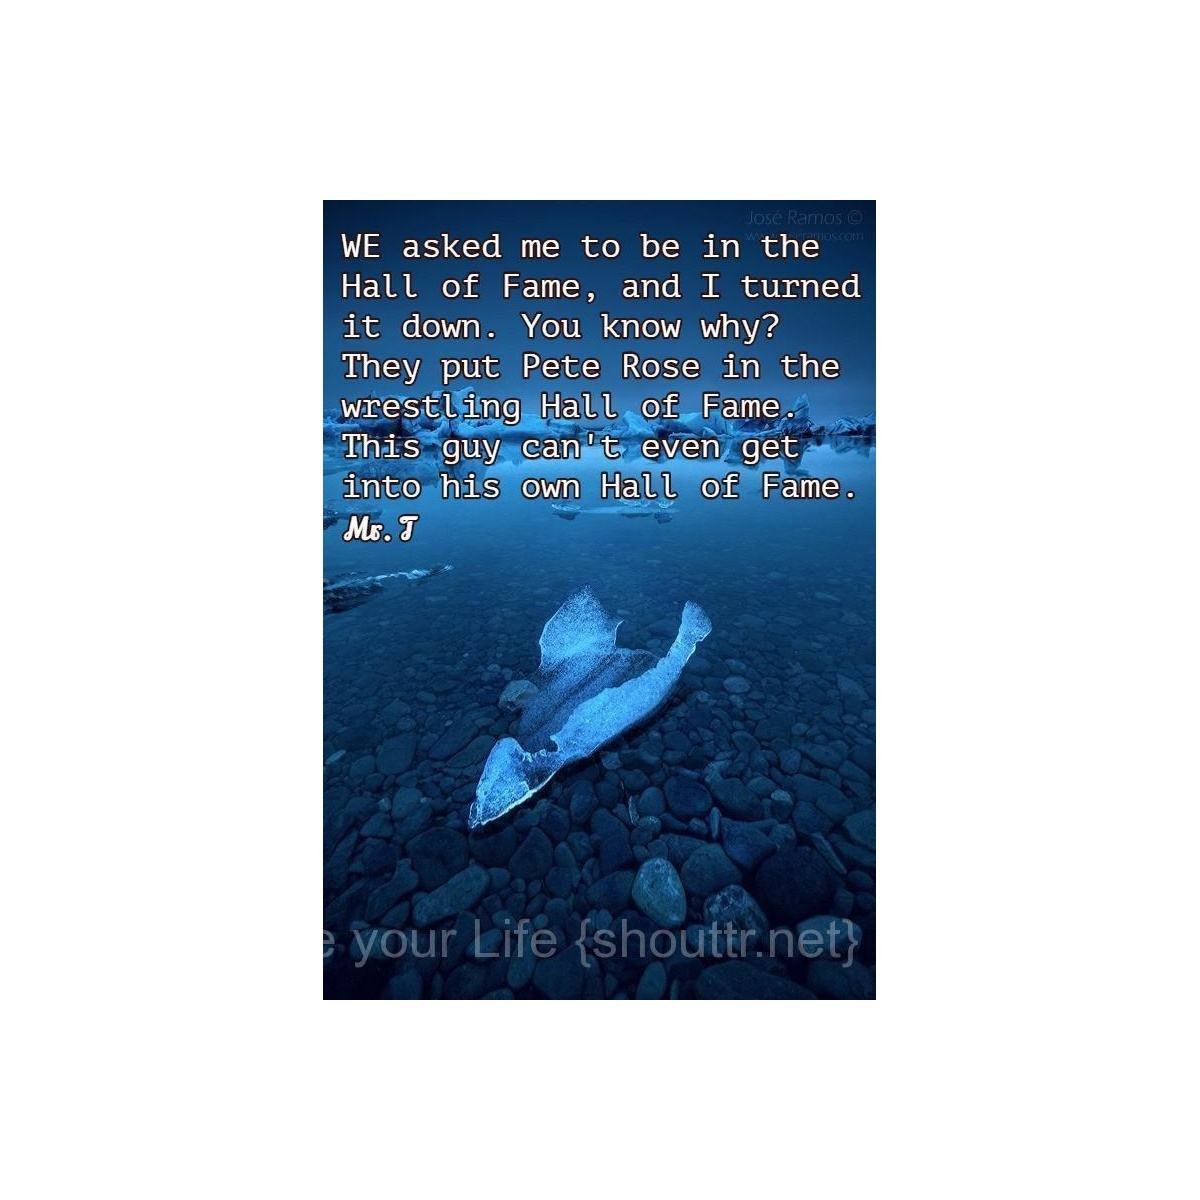 José Ramos ©
WE asked me to be in the
Hall of Fame, and I turned
it down. You know why?
They put Pete Rose in the
wrestling Hall of Fame.
This guy can't even get
into his own Hall of Fame.
Mr.T
e your Life {shouttr.net}